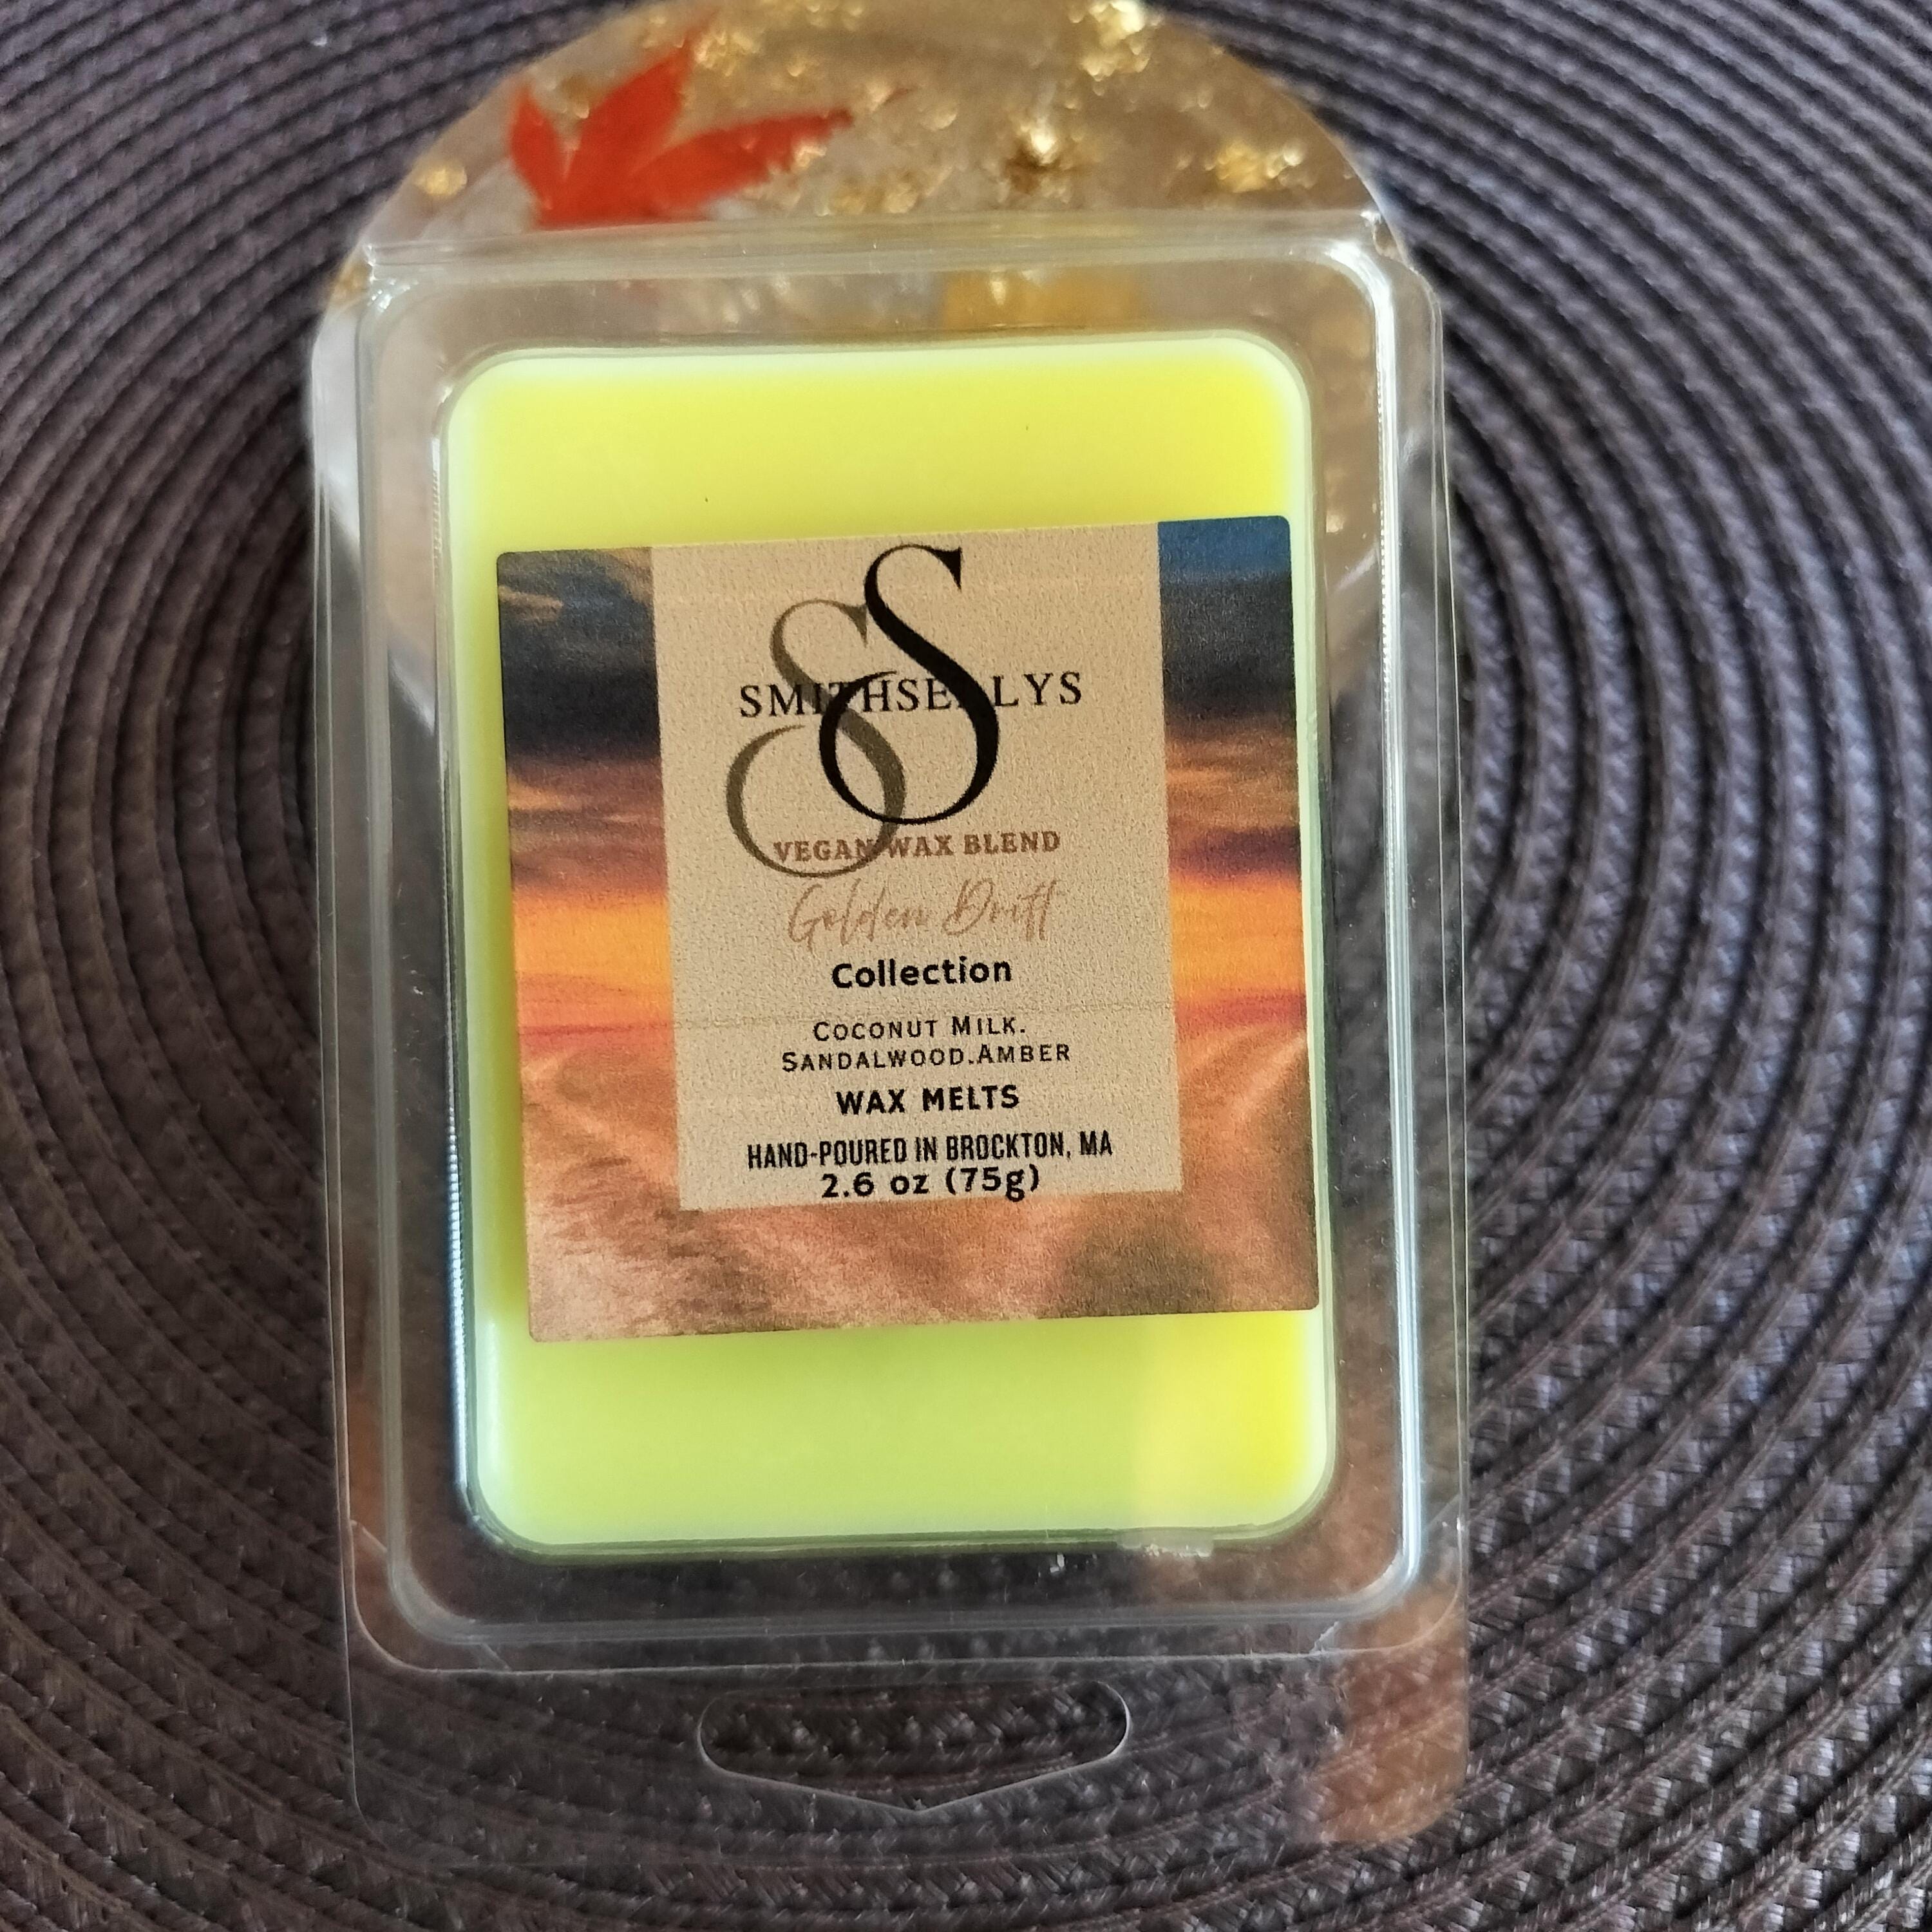 SS
VEGAN WAX BLEND
Golden Drift
Collection
COCONUT MILK.
SANDALWOOD.AMBER
WAX MELTS
HAND-POURED IN BROCKTON, MA
2.6 oz (75g)